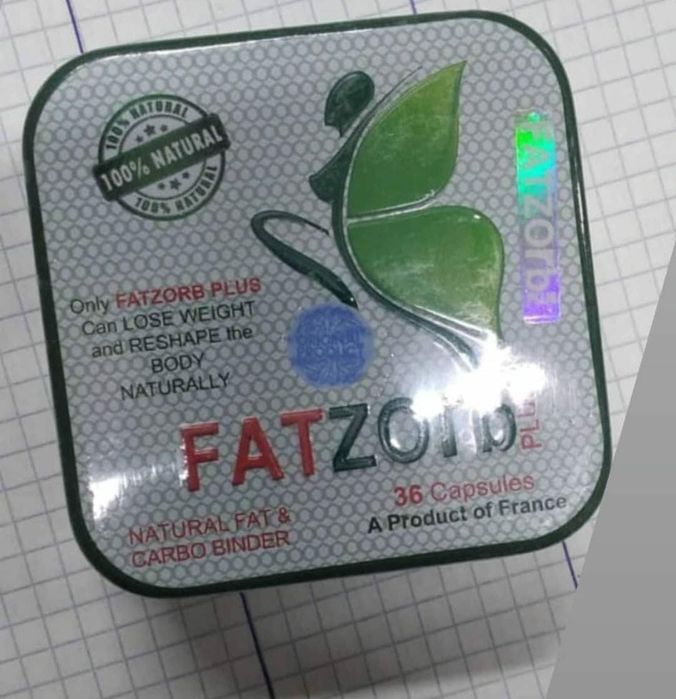 100% NATURAL
100% NATURAL
100% NATURAL
FATZOrb!
Only FATZORB PLUS
Can LOSE WEIGHT
and RESHAPE the
BODY
NATURALLY
ORIGINAL
PRODUCT
FATZOrb
PLUS
36 Capsules
A Product of France
NATURAL FAT &
CARBO BINDER